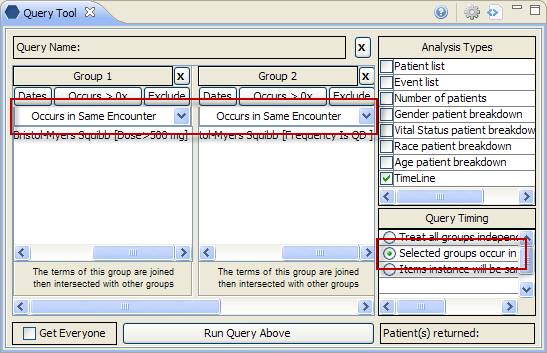 Query Tool
Query Name:
X
Analysis Types
Group 1
X
Group 2
X
Dates
Occurs > 0x
Exclude
Dates
Occurs > 0x
Exclude
Occurs in Same Encounter
Occurs in Same Encounter
Bristol-Myers Squibb [Dose>500 mg]
tol-Myers Squibb [Frequency Is QD ]
Patient list
Event list
Number of patients
Gender patient breakdown
Vital Status patient breakdow
Race patient breakdown
Age patient breakdown
TimeLine
Query Timing
Treat all groups independ
Selected groups occur in
Items instance will be sar
The terms of this group are joined
then intersected with other groups
The terms of this group are joined
then intersected with other groups
Get Everyone
Run Query Above
Patient(s) returned: